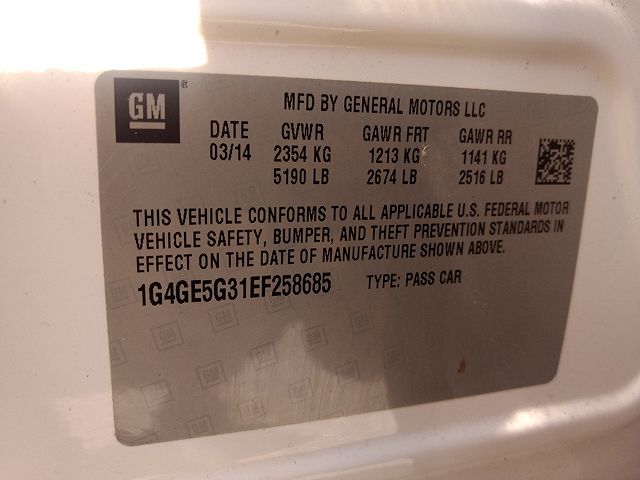 GM ®
MFD BY GENERAL MOTORS LLC
DATE GVWR GAWR FRT GAWR RR
03/14 2354 KG 1213 KG 1141 KG
5190 LB 2674 LB 2516 LB
THIS VEHICLE CONFORMS TO ALL APPLICABLE U.S. FEDERAL MOTOR
VEHICLE SAFETY, BUMPER, AND THEFT PREVENTION STANDARDS IN
EFFECT ON THE DATE OF MANUFACTURE SHOWN ABOVE.
1G4GE5G31EF258685 TYPE: PASS CAR